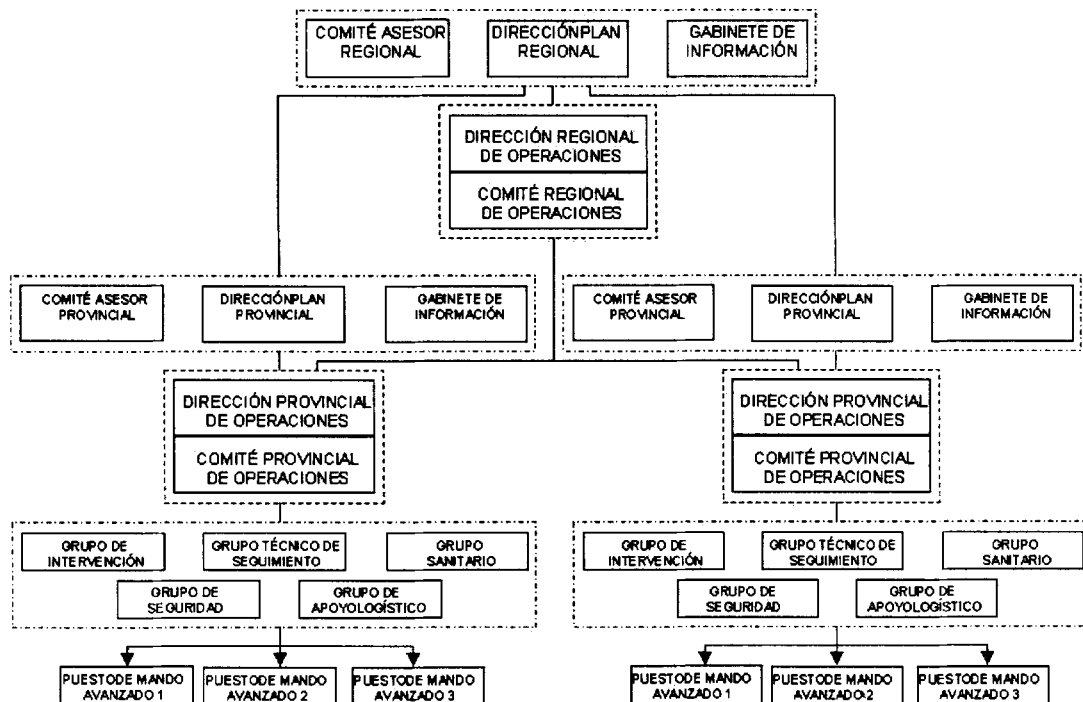 COMITÉ ASESOR
REGIONAL
DIRECCIÓNPLAN
REGIONAL
GABINETE DE
INFORMACIÓN
DIRECCIÓN REGIONAL
DE OPERACIONES
COMITÉ REGIONAL
DE OPERACIONES
COMITÉ ASESOR
PROVINCIAL
DIRECCIÓNPLAN
PROVINCIAL
GABINETE DE
INFORMACIÓN
COMITÉ ASESOR
PROVINCIAL
DIRECCIÓNPLAN
PROVINCIAL
GABINETE DE
INFORMACIÓN
DIRECCIÓN PROVINCIAL
DE OPERACIONES
COMITÉ PROVINCIAL
DE OPERACIONES
DIRECCIÓN PROVINCIAL
DE OPERACIONES
COMITÉ PROVINCIAL
DE OPERACIONES
GRUPO DE
INTERVENCIÓN
GRUPO TÉCNICO DE
SEGUIMIENTO
GRUPO
SANITARIO
GRUPO DE
SEGURIDAD
GRUPO DE
APOYOLOGÍSTICO
GRUPO DE
INTERVENCIÓN
GRUPO TÉCNICO DE
SEGUIMIENTO
GRUPO
SANITARIO
GRUPO DE
SEGURIDAD
GRUPO DE
APOYOLOGÍSTICO
PUESTODE MANDO
AVANZADO 1
PUESTODE MANDO
AVANZADO 2
PUESTODE MANDO
AVANZADO 3
PUESTODE MANDO
AVANZADO 1
PUESTODE MANDO
AVANZADO 2
PUESTODE MANDO
AVANZADO 3